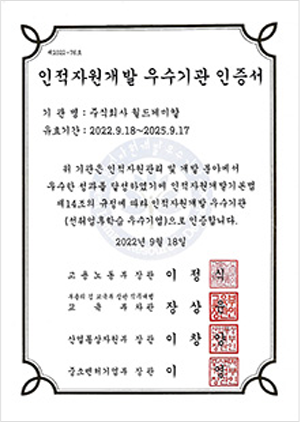 제2022-76호
인적자원개발 우수기관 인증서
기 관 명 : 주식회사 월드케미칼
유효기간 : 2022.9.18~2025.9.17
위 기관은 인적자원관리 및 개발 분야에서
우수한 성과를 달성하였기에 인적자원개발기본법
제14조의 규정에 따라 인적자원개발 우수기관
(선취업후학습 우수기업)으로 인증합니다.
2022년 9월 18일
고용노동부장관 이 정 식
부총리 겸 교육부 장관 직무대행
교 육 부 차 관 장 상 윤
산업통상자원부 장관 이 창 양
중소벤처기업부 장관 이 영